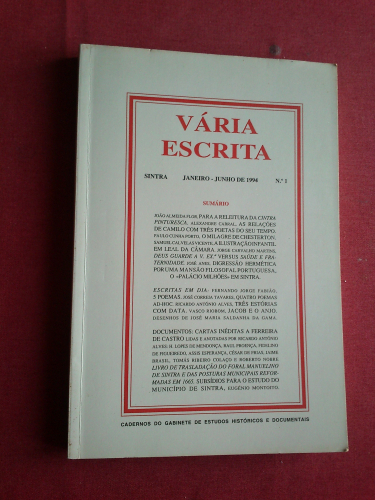 VÁRIA
ESCRITA
SINTRA JANEIRO - JUNHO DE 1994 N.º 1
SUMÁRIO
JOÃO ALMEIDA FLOR, PARA A RELEITURA DA CINTRA
PINTURESCA, ALEXANDRE CABRAL, AS RELAÇÕES
DE CAMILO COM TRÊS POETAS DO SEU TEMPO,
PAULO CUNHA PORTO, O MILAGRE DE CHESTERTON,
SAMUEL CALVELAS VICENTE, A ILUSTRAÇÃO INFANTIL
EM LEAL DA CÂMARA, JORGE CARVALHO MARTINS,
DEUS GUARDE A V. EX.ª VERSUS SAÚDE E FRA-
TERNIDADE, JOSÉ ANES, DIGRESSÃO HERMÉTICA
POR UMA MANSÃO FILOSOFAL PORTUGUESA,
O «PALÁCIO MILHÕES» EM SINTRA.
ESCRITAS EM DIA: FERNANDO JORGE FABIÃO,
5 POEMAS, JOSÉ CORREIA TAVARES, QUATRO POEMAS
AD-HOC, RICARDO ANTÓNIO ALVES, TRÊS ESTÓRIAS
COM DATA, VASCO RIOBOM, JACOB E O ANJO,
DESENHOS DE JOSÉ MARIA SALDANHA DA GAMA.
DOCUMENTOS: CARTAS INÉDITAS A FERREIRA
DE CASTRO LIDAS E ANOTADAS POR RICARDO ANTÓNIO
ALVES: H. LOPES DE MENDONÇA, RAUL PROENÇA, FIDELINO
DE FIGUEIREDO, ASSIS ESPERANÇA, CÉSAR DE FRIAS, JAIME
BRASIL, TOMÁS RIBEIRO COLAÇO E ROBERTO NOBRE
LIVRO DE TRASLADAÇÃO DO FORAL MANUELINO
DE SINTRA E DAS POSTURAS MUNICIPAIS REFOR-
MADAS EM 1665. SUBSÍDIOS PARA O ESTUDO DO
MUNICÍPIO DE SINTRA, EUGÉNIO MONTOITO.
CADERNOS DO GABINETE DE ESTUDOS HISTÓRICOS E DOCUMENTAIS